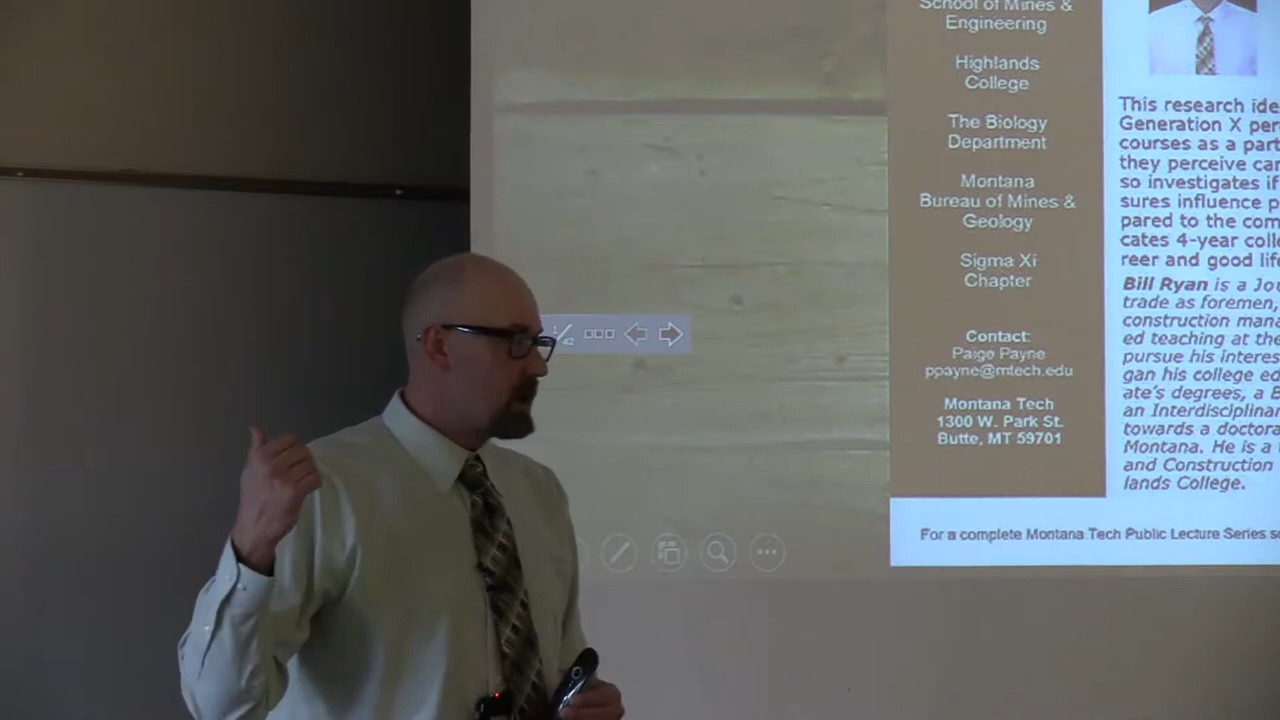 School of Mines &
Engineering
Highlands
College
The Biology
Department
Montana
Bureau of Mines &
Geology
Sigma Xi
Chapter
Contact:
Paige Payne
ppayne@mtech.edu
Montana Tech
1300 W. Park St.
Butte, MT 59701
This research ide
Generation X per
courses as a part
they perceive car
so investigates if
sures influence p
pared to the com
cates 4-year coll
reer and good life
Bill Ryan is a Jou
trade as foremen,
construction mana
ed teaching at the
pursue his interes
gan his college ed
ate's degrees, a B
an Interdisciplinar
towards a doctora
Montana. He is a
and Construction
lands College.
For a complete Montana Tech Public Lecture Series sc
1/42